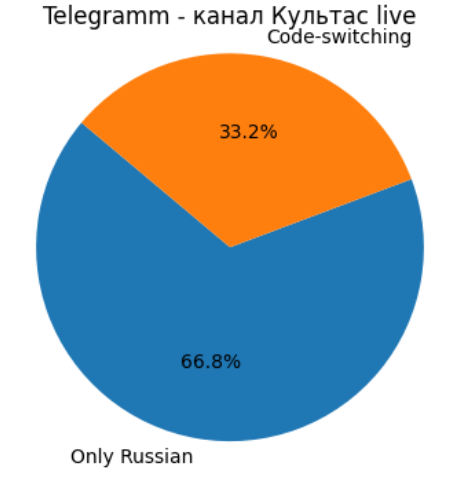 Telegramm - канал Культас live
Code-switching
33.2%
66.8%
Only Russian